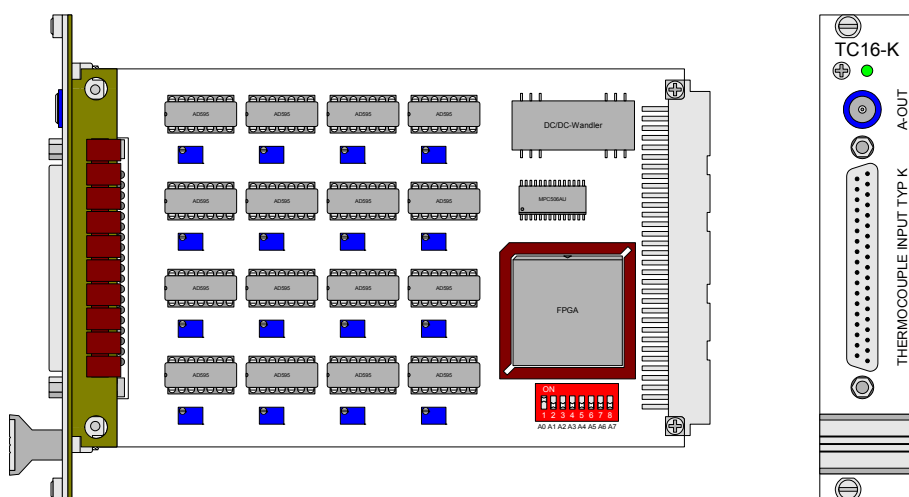 TC16-K
A-OUT
THERMOCOUPLE INPUT TYP K
AD595 AD595 AD595 AD595
DC/DC-Wandler
AD595 AD595 AD595 AD595
MPC506AU
AD595 AD595 AD595 AD595
FPGA
AD595 AD595 AD595 AD595
ON
1 2 3 4 5 6 7 8
A0 A1 A2 A3 A4 A5 A6 A7